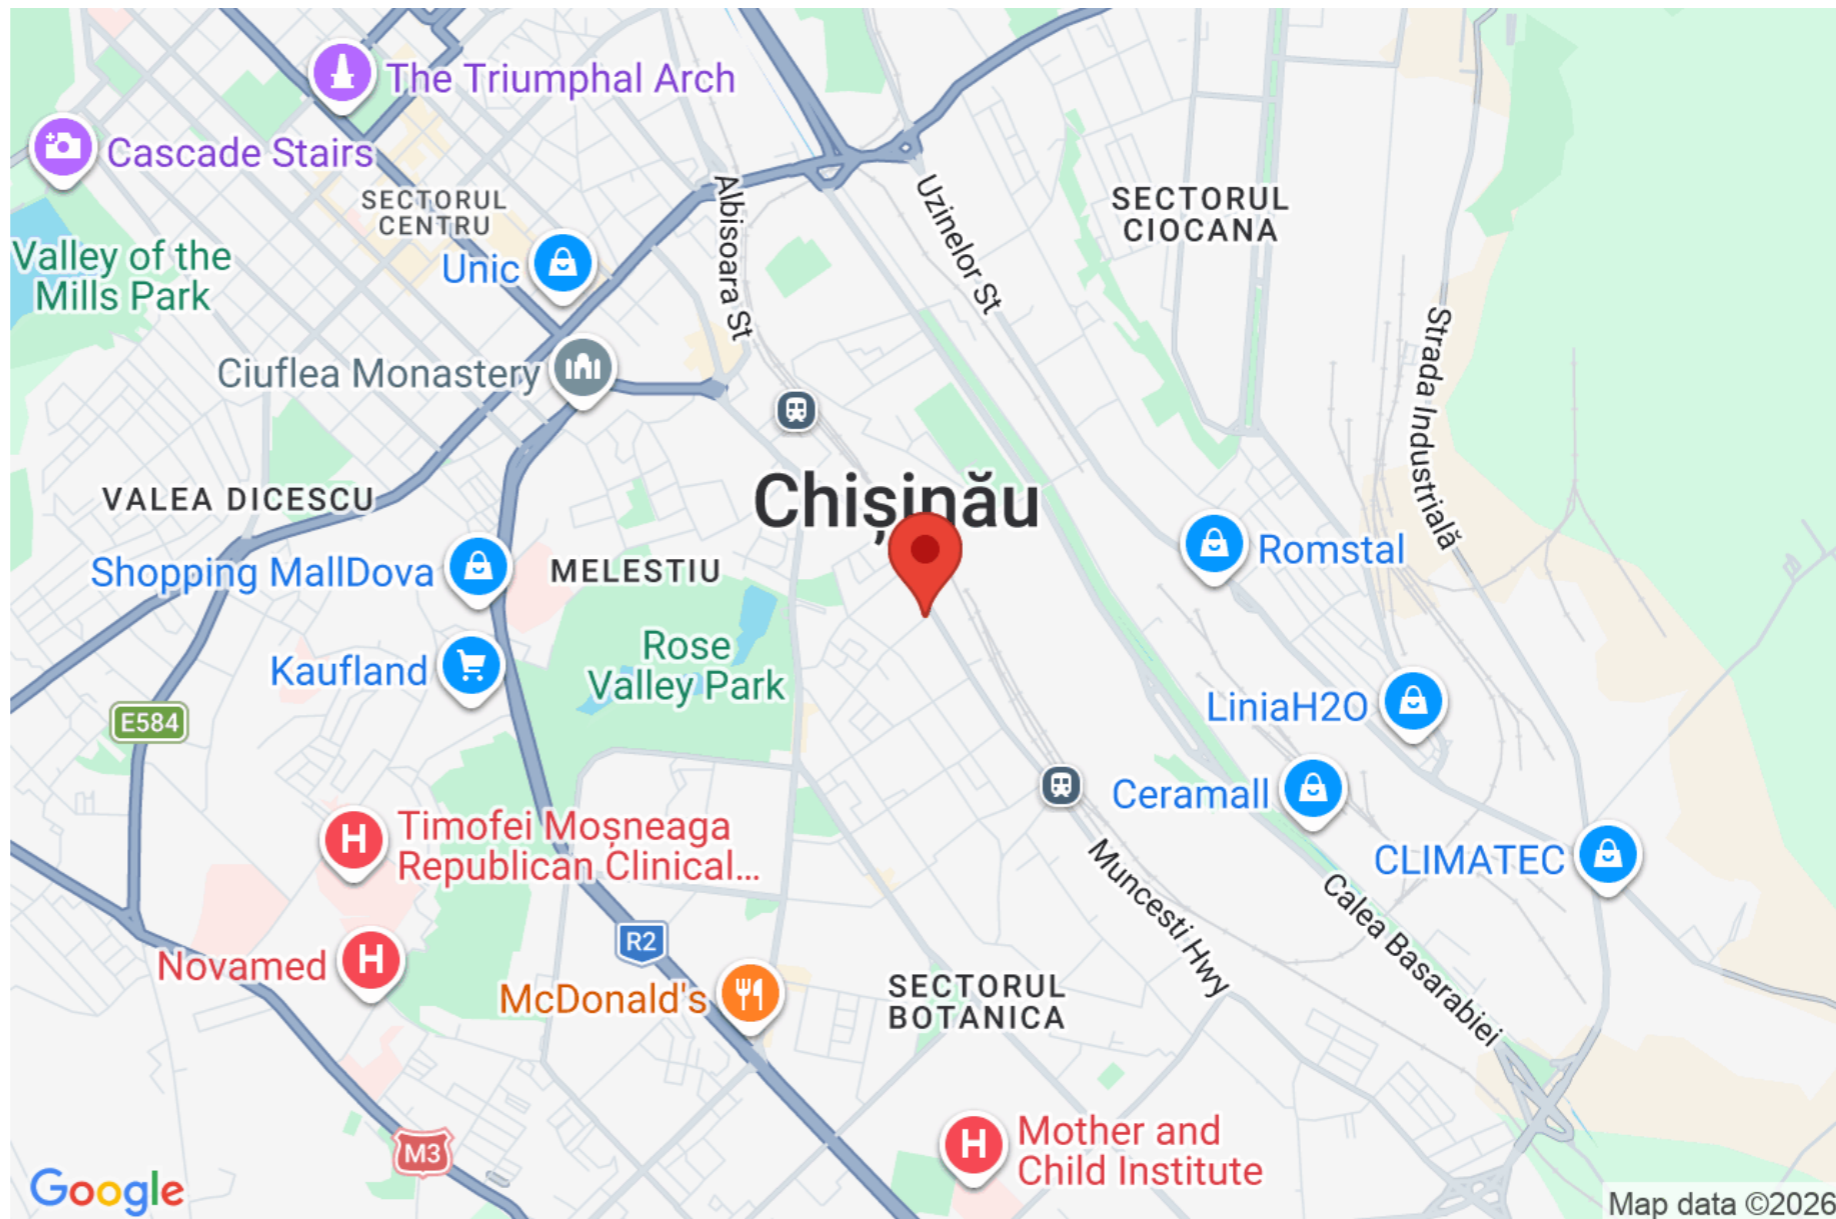 The Triumphal Arch
Cascade Stairs
SECTORUL
CENTRU
Albisoara St
Uzinelor St
SECTORUL
CIOCANA
Valley of the
Mills Park
Unic
Strada Industrială
Ciuflea Monastery
Chișinău
VALEA DICESCU
Shopping MallDova
MELESTIU
Romstal
Rose
Valley Park
Kaufland
E584
LiniaH2O
Ceramall
Timofei Moșneaga
Republican Clinical...
Muncesti Hwy
CLIMATEC
Calea Basarabiei
R2
Novamed
McDonald's
SECTORUL
BOTANICA
M3
Mother and
Child Institute
Google
Map data ©2026